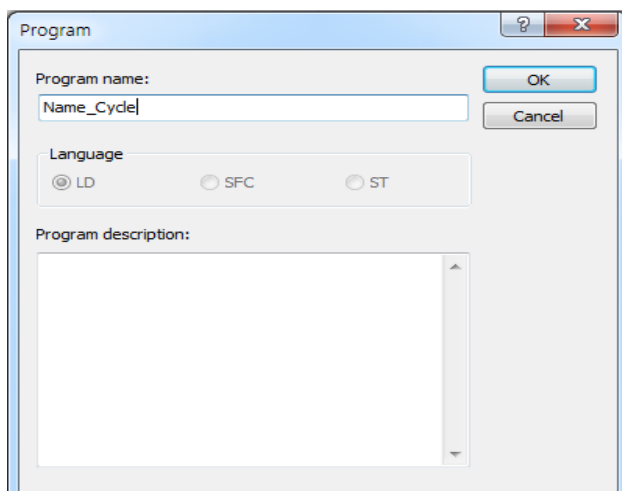 Program
Program name:
OK
Name_Cycle
Cancel
Language
LD SFC ST
Program description: